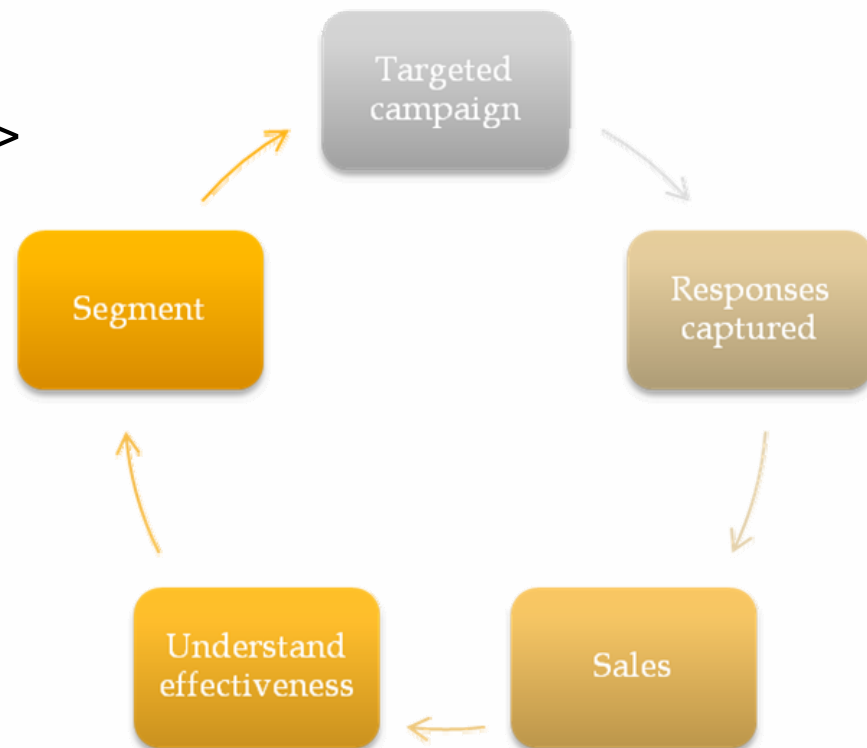 >
Targeted
campaign
Responses
captured
Sales
Understand
effectiveness
Segment